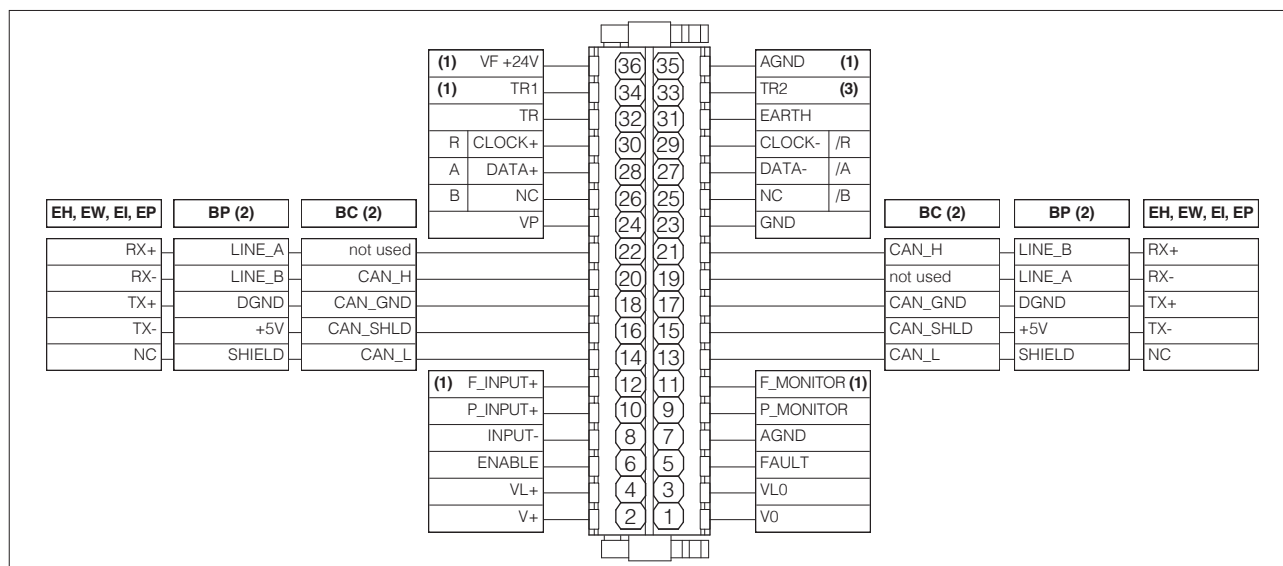 (1) VF +24V 36 35 AGND (1)
(1) TR1 34 33 TR2 (3)
TR 32 31 EARTH
R CLOCK+ 30 29 CLOCK- /R
A DATA+ 28 27 DATA- /A
B NC 26 25 NC /B
VP 24 23 GND
EH, EW, EI, EP BP (2) BC (2) BC (2) BP (2) EH, EW, EI, EP
RX+ LINE_A not used 22 21 CAN_H LINE_B RX+
RX- LINE_B CAN_H 20 19 not used LINE_A RX-
TX+ DGND CAN_GND 18 17 CAN_GND DGND TX+
TX- +5V CAN_SHLD 16 15 CAN_SHLD +5V TX-
NC SHIELD CAN_L 14 13 CAN_L SHIELD NC
(1) F_INPUT+ 12 11 F_MONITOR (1)
P_INPUT+ 10 9 P_MONITOR
INPUT- 8 7 AGND
ENABLE 6 5 FAULT
VL+ 4 3 VL0
V+ 2 1 V0